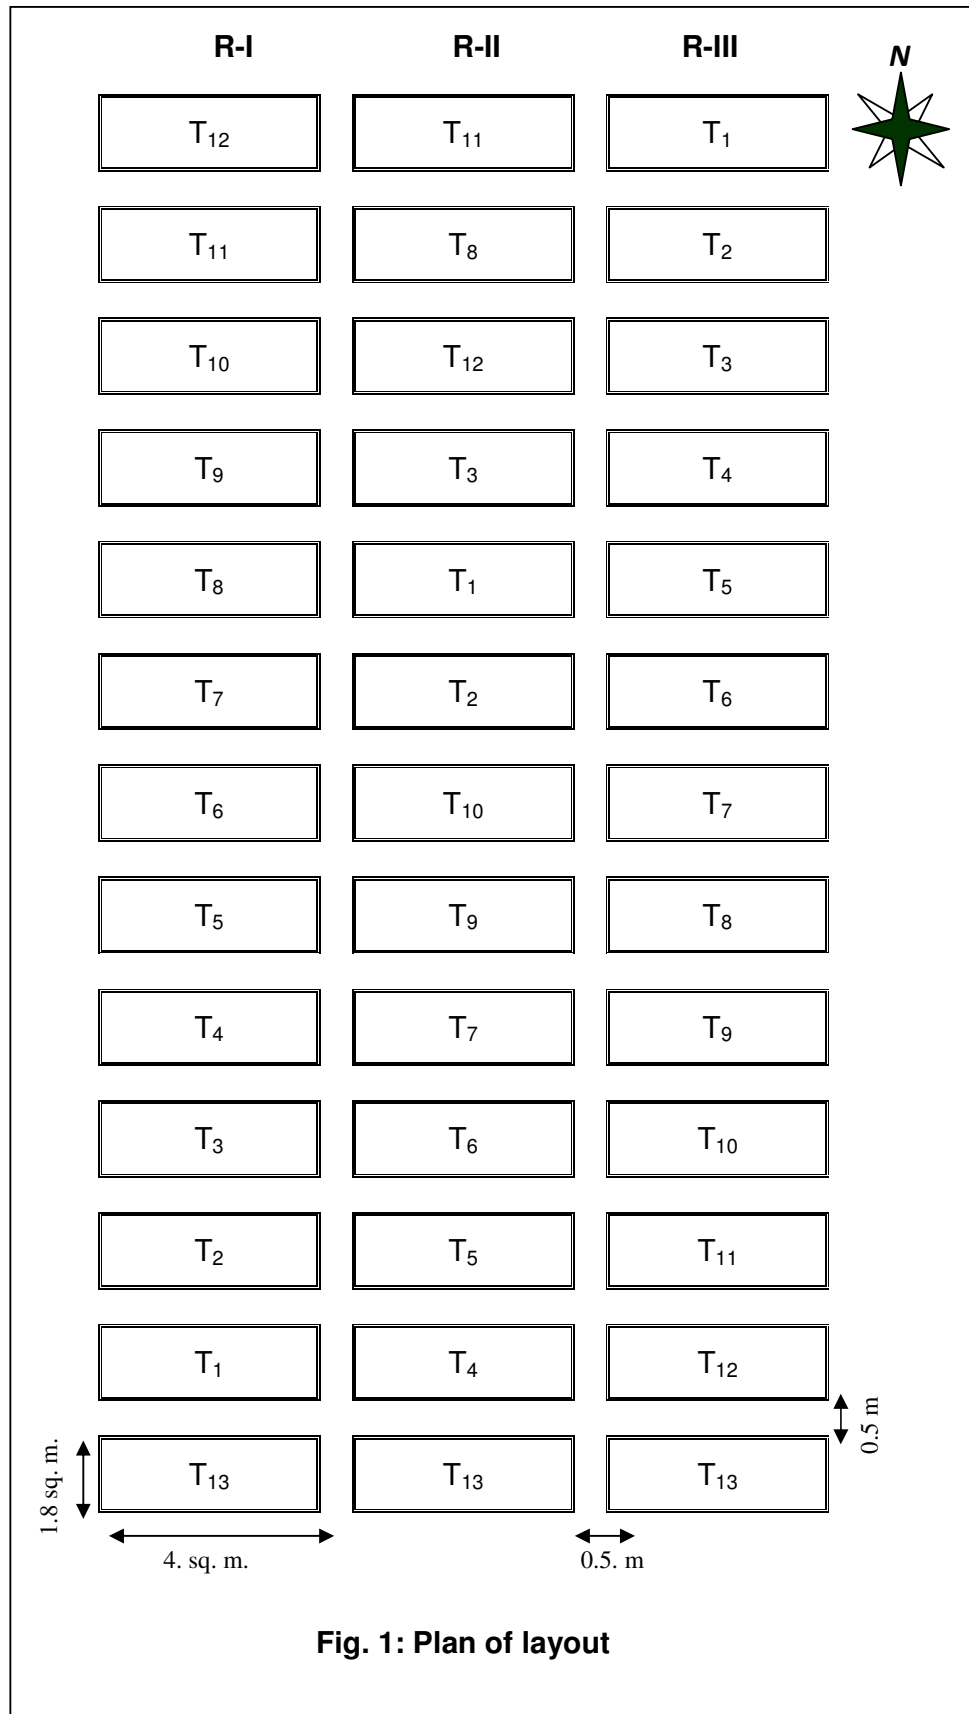 R-I R-II R-III
N
T12 T11 T1
T11 T8 T2
T10 T12 T3
T9 T3 T4
T8 T1 T5
T7 T2 T6
T6 T10 T7
T5 T9 T8
T4 T7 T9
T3 T6 T10
T2 T5 T11
T1 T4 T12
0.5 m
1.8 sq. m.
T13 T13 T13
4. sq. m. 0.5. m
Fig. 1: Plan of layout